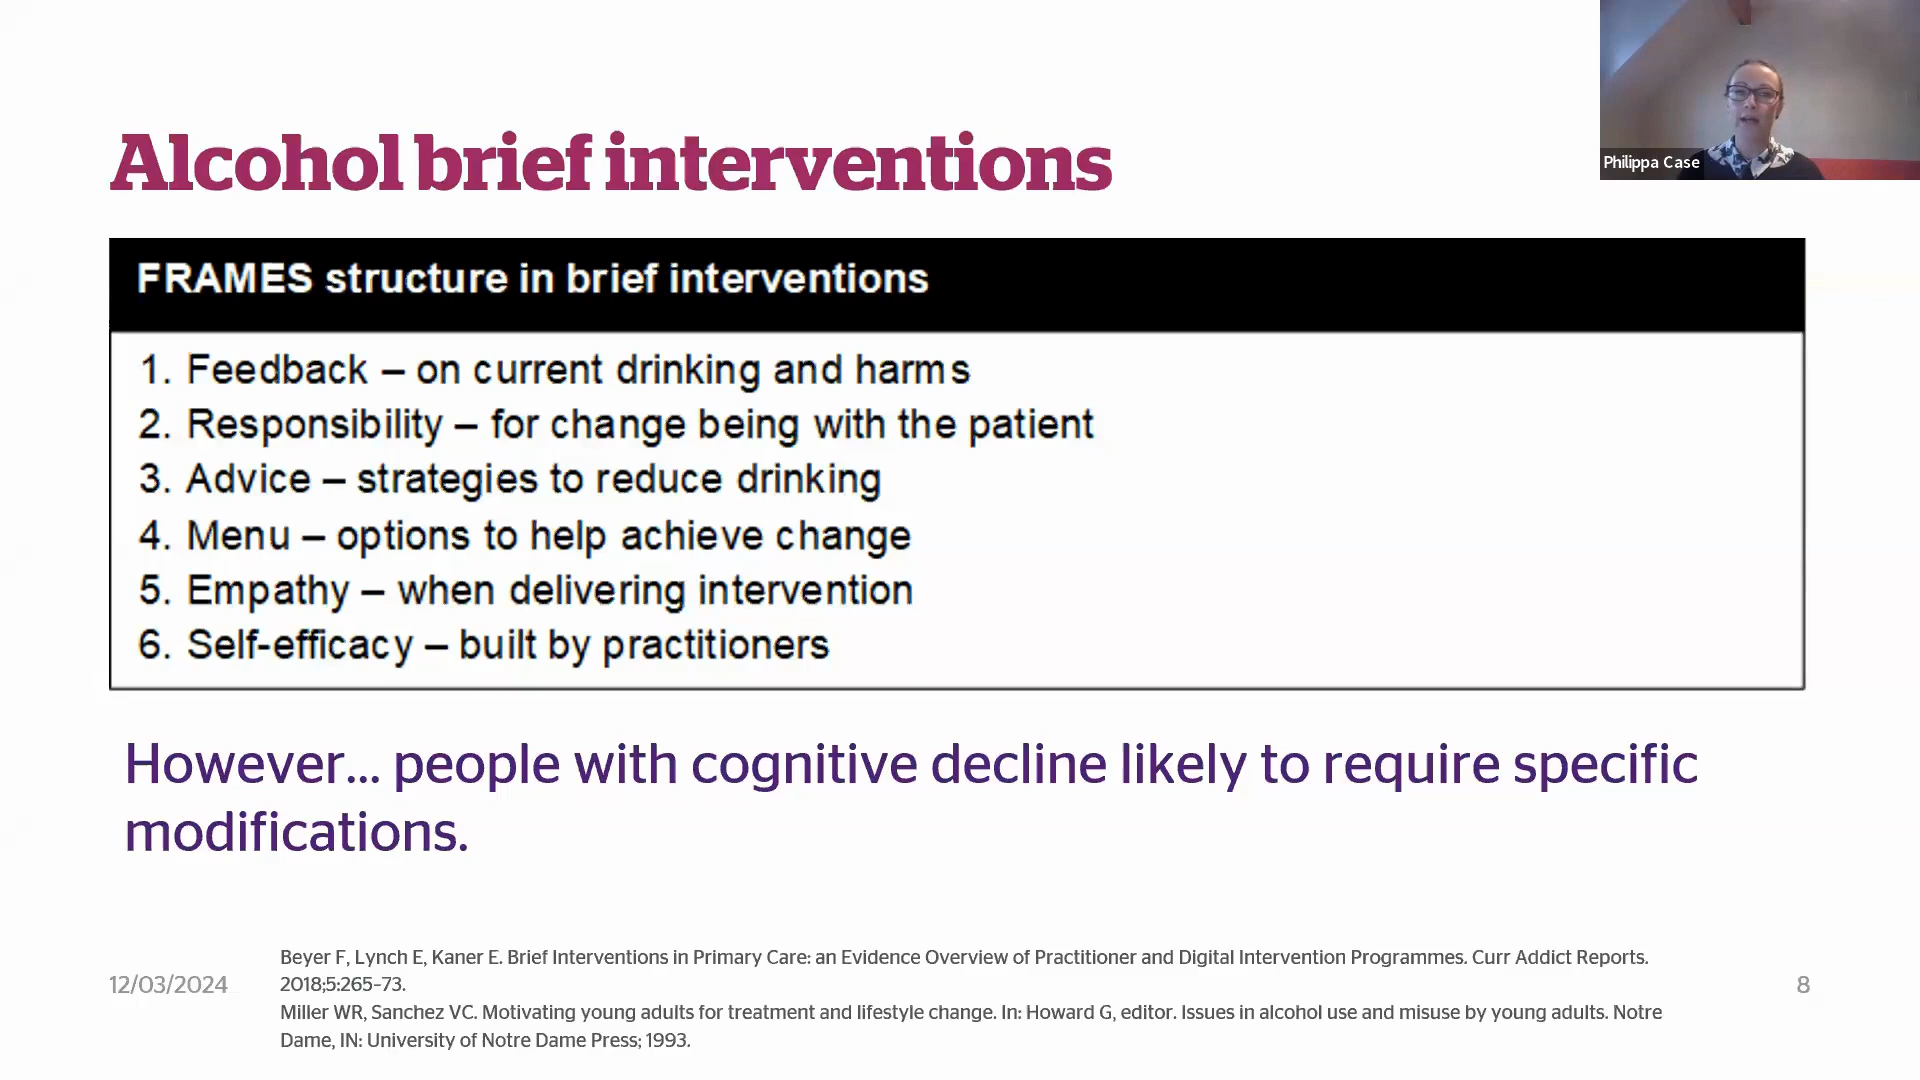 Philippa Case
Alcohol brief interventions
FRAMES structure in brief interventions
1. Feedback – on current drinking and harms
2. Responsibility – for change being with the patient
3. Advice – strategies to reduce drinking
4. Menu – options to help achieve change
5. Empathy – when delivering intervention
6. Self-efficacy – built by practitioners
However... people with cognitive decline likely to require specific
modifications.
12/03/2024
Beyer F, Lynch E, Kaner E. Brief Interventions in Primary Care: an Evidence Overview of Practitioner and Digital Intervention Programmes. Curr Addict Reports.
2018;5:265-73.
Miller WR, Sanchez VC. Motivating young adults for treatment and lifestyle change. In: Howard G, editor. Issues in alcohol use and misuse by young adults. Notre
Dame, IN: University of Notre Dame Press; 1993.
8